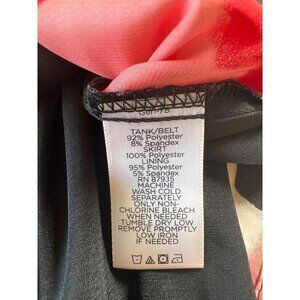 TANK/BELT
92% Polyester
8% Spandex
SKIRT
100% Polyester
LINING
95% Polyester
5% Spandex
RN 87935
MACHINE
WASH COLD
SEPARATELY
ONLY NON-
CHLORINE BLEACH
WHEN NEEDED
TUMBLE DRY LOW
REMOVE PROMPTLY
LOW IRON
IF NEEDED